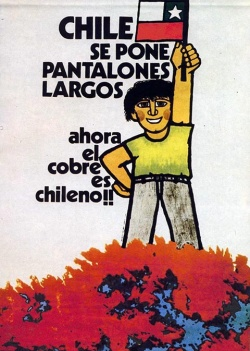 CHILE
SE PONE
PANTALONES
LARGOS
ahora
el
cobre
es
chileno!!